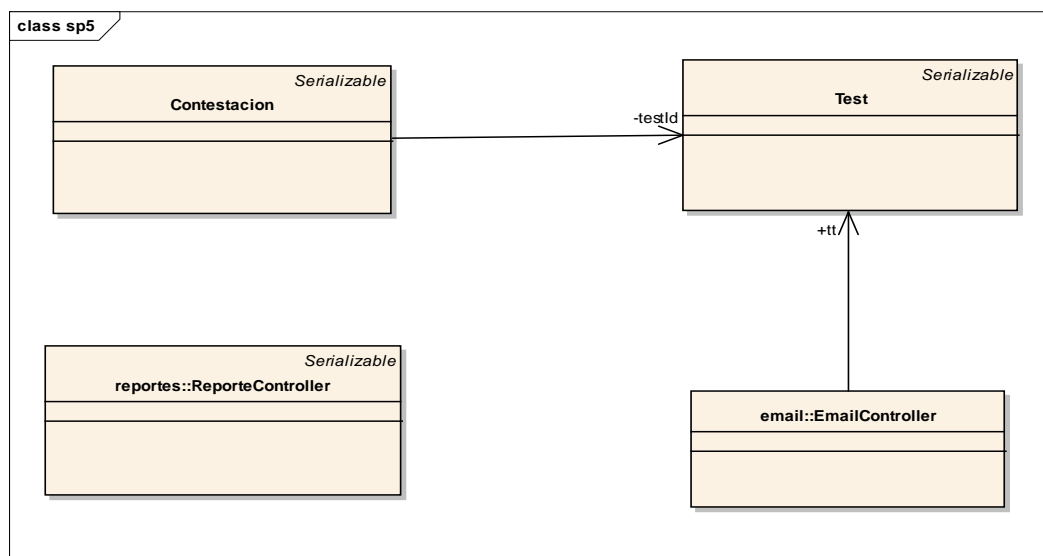 class sp5
Serializable
Contestacion
Serializable
Test
-testId
+tt
Serializable
reportes::ReporteController
email::EmailController